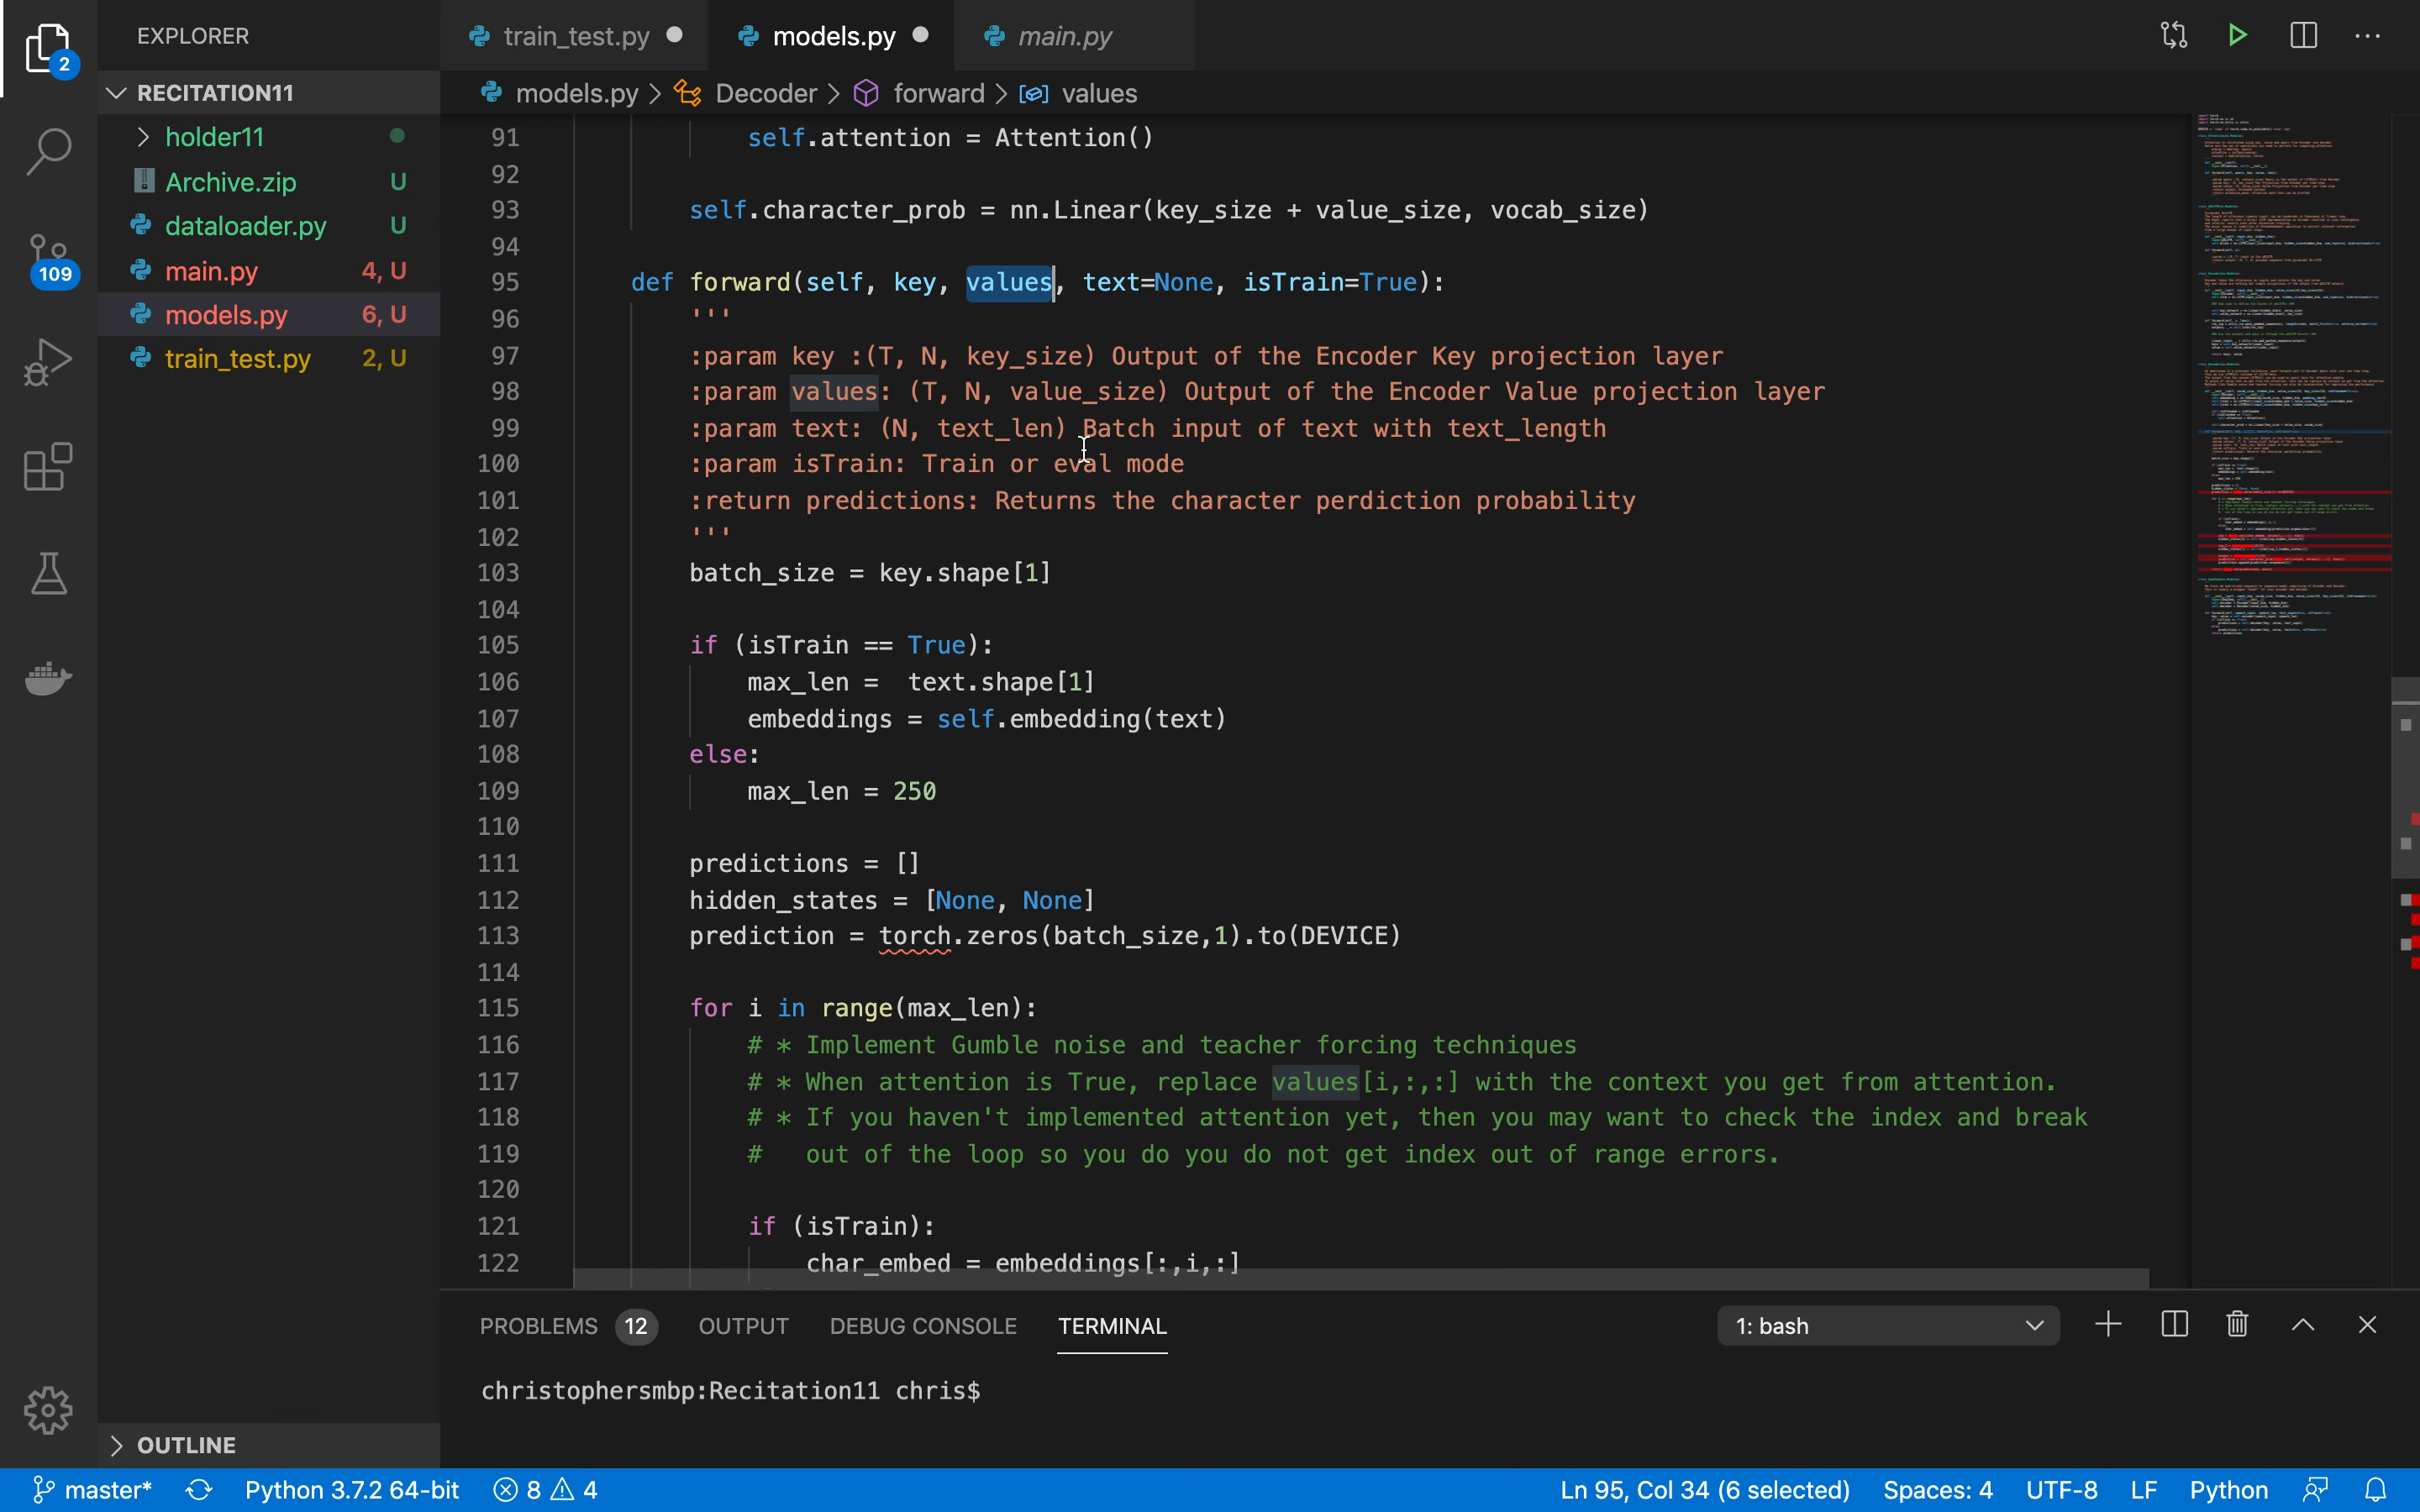 EXPLORER
train_test.py
models.py
main.py
2
RECITATION11
models.py > Decoder > forward > values
holder11
Archive.zip U
dataloader.py U
main.py 4, U
models.py 6, U
train_test.py 2, U
109
91 self.attention = Attention()
92
93 self.character_prob = nn.Linear(key_size + value_size, vocab_size)
94
95 def forward(self, key, values, text=None, isTrain=True):
96 '''
97 :param key :(T, N, key_size) Output of the Encoder Key projection layer
98 :param values: (T, N, value_size) Output of the Encoder Value projection layer
99 :param text: (N, text_len) Batch input of text with text_length
100 :param isTrain: Train or eval mode
101 :return predictions: Returns the character perdiction probability
102 '''
103 batch_size = key.shape[1]
104
105 if (isTrain == True):
106 max_len =  text.shape[1]
107 embeddings = self.embedding(text)
108 else:
109 max_len = 250
110
111 predictions = []
112 hidden_states = [None, None]
113 prediction = torch.zeros(batch_size,1).to(DEVICE)
114
115 for i in range(max_len):
116 # * Implement Gumble noise and teacher forcing techniques
117 # * When attention is True, replace values[i,:,:] with the context you get from attention.
118 # * If you haven't implemented attention yet, then you may want to check the index and break
119 #   out of the loop so you do you do not get index out of range errors.
120
121 if (isTrain):
122 char_embed = embeddings[:,i,:]
PROBLEMS 12 OUTPUT DEBUG CONSOLE TERMINAL 1: bash
christophersmbp:Recitation11 chris$
OUTLINE
master* Python 3.7.2 64-bit 8 4 Ln 95, Col 34 (6 selected) Spaces: 4 UTF-8 LF Python